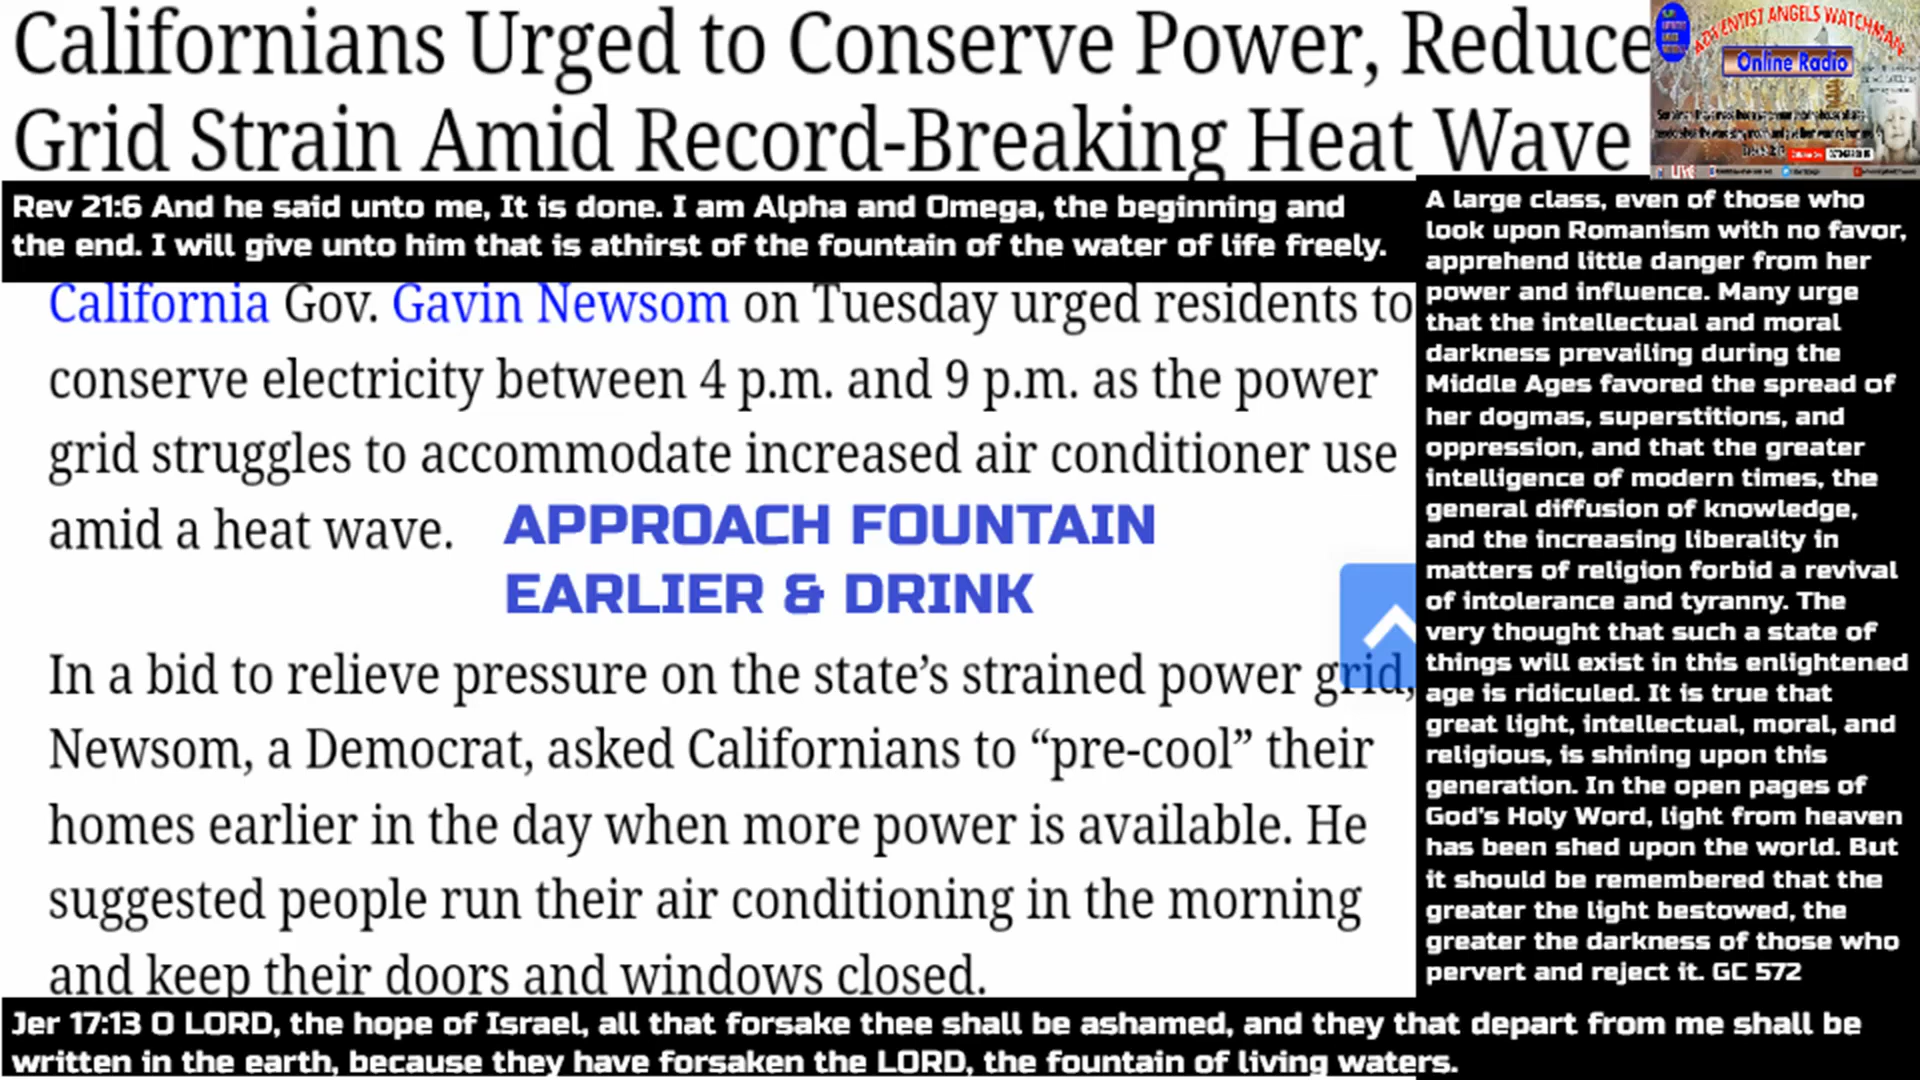 Californians Urged to Conserve Power, Reduce
Grid Strain Amid Record-Breaking Heat Wave
ADVENTIST ANGELS WATCHMAN
Online Radio
LIVE
Rev 21:6 And he said unto me, It is done. I am Alpha and Omega, the beginning and
the end. I will give unto him that is athirst of the fountain of the water of life freely.
California Gov. Gavin Newsom on Tuesday urged residents to
conserve electricity between 4 p.m. and 9 p.m. as the power
grid struggles to accommodate increased air conditioner use
amid a heat wave.
APPROACH FOUNTAIN
EARLIER & DRINK
In a bid to relieve pressure on the state’s strained power grid,
Newsom, a Democrat, asked Californians to “pre-cool” their
homes earlier in the day when more power is available. He
suggested people run their air conditioning in the morning
and keep their doors and windows closed.
A large class, even of those who
look upon Romanism with no favor,
apprehend little danger from her
power and influence. Many urge
that the intellectual and moral
darkness prevailing during the
Middle Ages favored the spread of
her dogmas, superstitions, and
oppression, and that the greater
intelligence of modern times, the
general diffusion of knowledge,
and the increasing liberality in
matters of religion forbid a revival
of intolerance and tyranny. The
very thought that such a state of
things will exist in this enlightened
age is ridiculed. It is true that
great light, intellectual, moral, and
religious, is shining upon this
generation. In the open pages of
God's Holy Word, light from heaven
has been shed upon the world. But
it should be remembered that the
greater the light bestowed, the
greater the darkness of those who
pervert and reject it. GC 572
Jer 17:13 O LORD, the hope of Israel, all that forsake thee shall be ashamed, and they that depart from me shall be
written in the earth, because they have forsaken the LORD, the fountain of living waters.